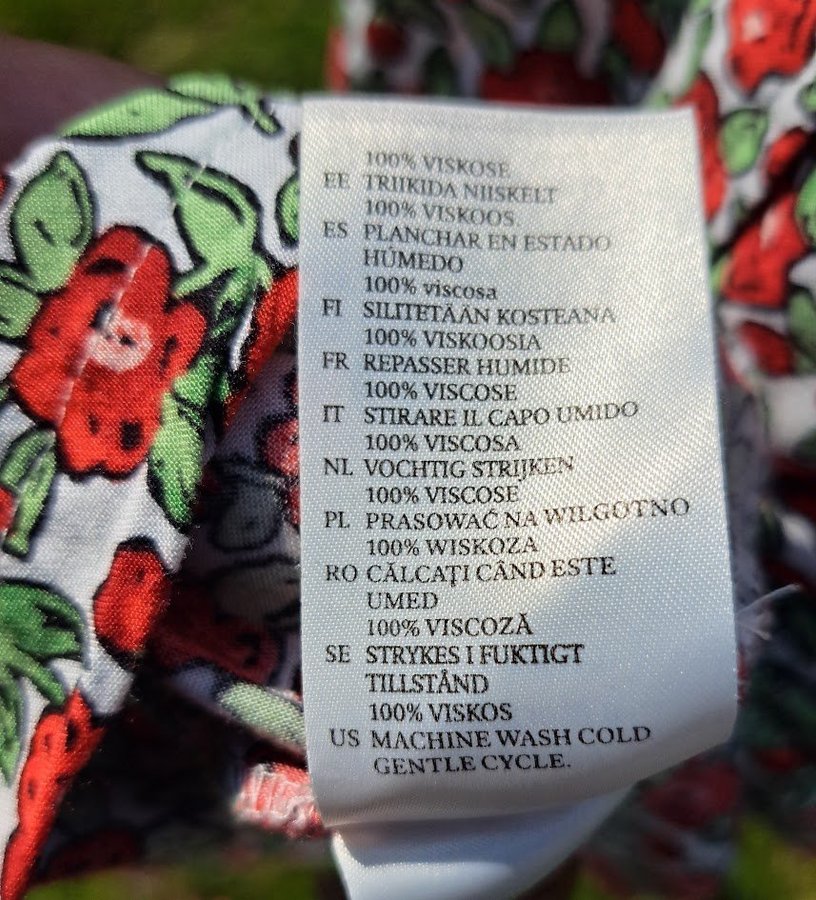 100% VISKOSE
EE TRIIKIDA NIISKELT
100% VISKOOS.
ES PLANCHAR EN ESTADO
HÚMEDO
100% viscosa
FI SILITETÄÄN KOSTEANA
100% VISKOOSIA
FR REPASSER HUMIDE
100% VISCOSE
IT STIRARE IL CAPO UMIDO
100% VISCOSA
NL VOCHTIG STRIJKEN
100% VISCOSE
PL PRASOWAĆ NA WILGOTNO
100% WISKOZA
RO CĂLCAŢI CÂND ESTE
UMED
100% VISCOZĂ
SE STRYKES I FUKTIGT
TILLSTÅND
100% VISKOS
US MACHINE WASH COLD
GENTLE CYCLE.